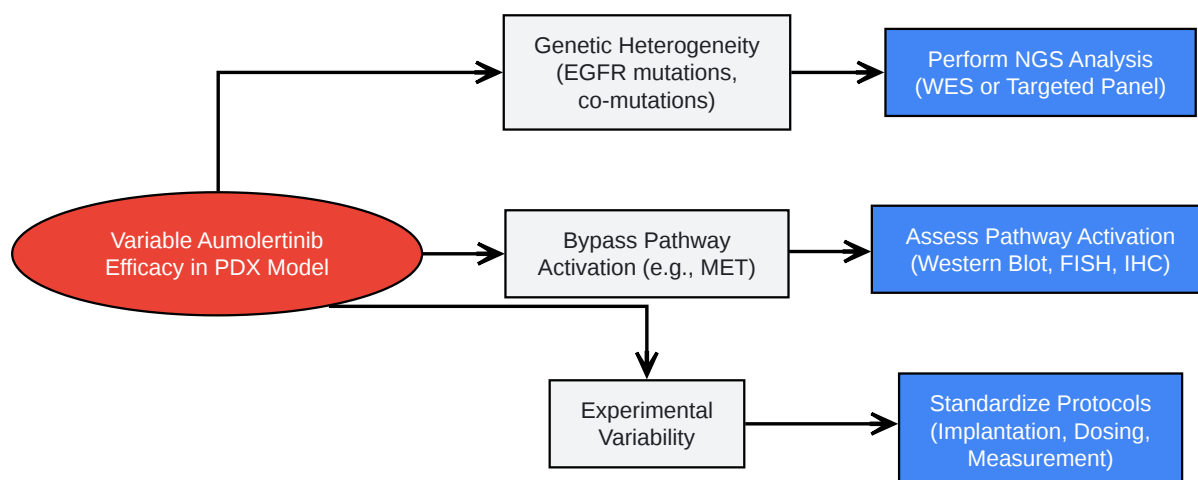 Genetic Heterogeneity
(EGFR mutations,
co-mutations)
Perform NGS Analysis
(WES or Targeted Panel)
Variable Aumolertinib
Efficacy in PDX Model
Bypass Pathway
Activation (e.g., MET)
Assess Pathway Activation
(Western Blot, FISH, IHC)
Experimental
Variability
Standardize Protocols
(Implantation, Dosing,
Measurement)